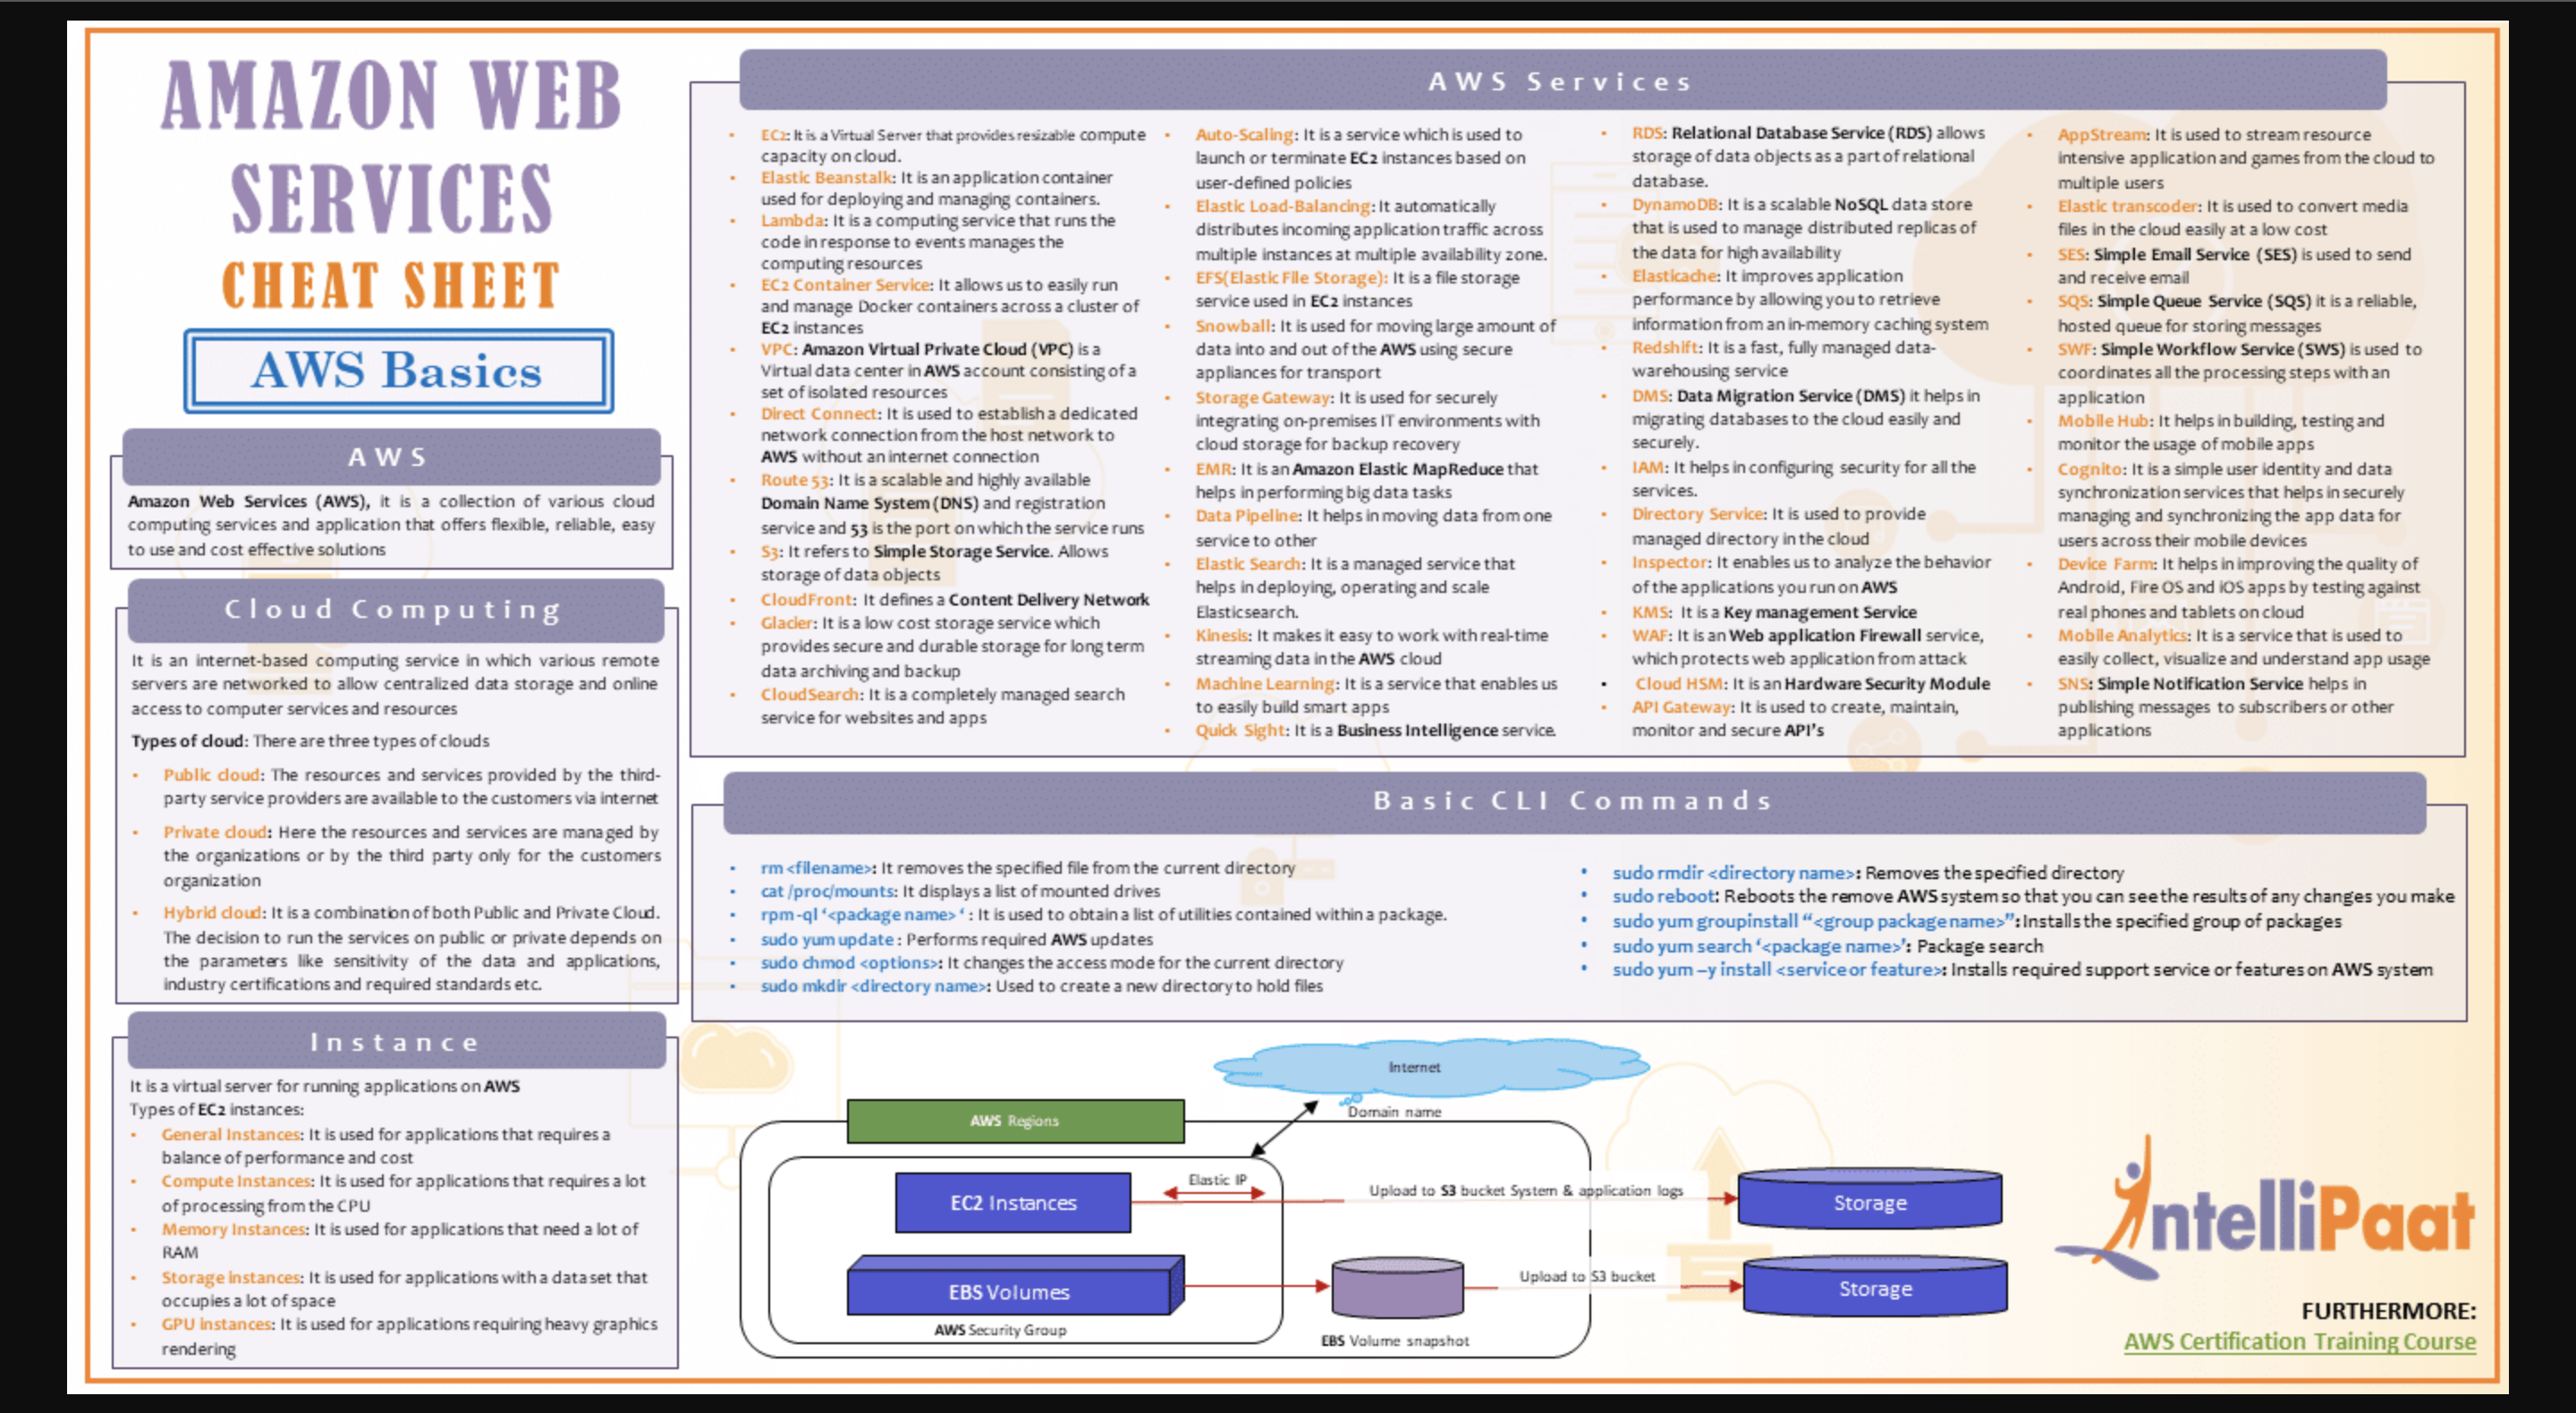 AMAZON WEB
SERVICES
CHEAT SHEET
AWS Basics
AWS
Amazon Web Services (AWS), it is a collection of various cloud
computing services and application that offers flexible, reliable, easy
to use and cost effective solutions
Cloud Computing
It is an internet-based computing service in which various remote
servers are networked to allow centralized data storage and online
access to computer services and resources
Types of cloud: There are three types of clouds
• Public cloud: The resources and services provided by the third-
party service providers are available to the customers via internet
• Private cloud: Here the resources and services are managed by
the organizations or by the third party only for the customers
organization
• Hybrid cloud: It is a combination of both Public and Private Cloud.
The decision to run the services on public or private depends on
the parameters like sensitivity of the data and applications,
industry certifications and required standards etc.
Instance
It is a virtual server for running applications on AWS
Types of EC2 instances:
• General Instances: It is used for applications that requires a
balance of performance and cost
• Compute Instances: It is used for applications that requires a lot
of processing from the CPU
• Memory Instances: It is used for applications that need a lot of
RAM
• Storage instances: It is used for applications with a data set that
occupies a lot of space
• GPU instances: It is used for applications requiring heavy graphics
rendering
AWS Services
• EC2: It is a Virtual Server that provides resizable compute
capacity on cloud.
• Elastic Beanstalk: It is an application container
used for deploying and managing containers.
• Lambda: It is a computing service that runs the
code in response to events manages the
computing resources
• EC2 Container Service: It allows us to easily run
and manage Docker containers across a cluster of
EC2 instances
• VPC: Amazon Virtual Private Cloud (VPC) is a
Virtual data center in AWS account consisting of a
set of isolated resources
• Direct Connect: It is used to establish a dedicated
network connection from the host network to
AWS without an internet connection
• Route 53: It is a scalable and highly available
Domain Name System (DNS) and registration
service and 53 is the port on which the service runs
• S3: It refers to Simple Storage Service. Allows
storage of data objects
• CloudFront: It defines a Content Delivery Network
• Glacier: It is a low cost storage service which
provides secure and durable storage for long term
data archiving and backup
• CloudSearch: It is a completely managed search
service for websites and apps
• Auto-Scaling: It is a service which is used to
launch or terminate EC2 instances based on
user-defined policies
• Elastic Load-Balancing: It automatically
distributes incoming application traffic across
multiple instances at multiple availability zone.
• EFS(Elastic File Storage): It is a file storage
service used in EC2 instances
• Snowball: It is used for moving large amount of
data into and out of the AWS using secure
appliances for transport
• Storage Gateway: It is used for securely
integrating on-premises IT environments with
cloud storage for backup recovery
• EMR: It is an Amazon Elastic MapReduce that
helps in performing big data tasks
• Data Pipeline: It helps in moving data from one
service to other
• Elastic Search: It is a managed service that
helps in deploying, operating and scale
Elasticsearch.
• Kinesis: It makes it easy to work with real-time
streaming data in the AWS cloud
• Machine Learning: It is a service that enables us
to easily build smart apps
• Quick Sight: It is a Business Intelligence service.
• RDS: Relational Database Service (RDS) allows
storage of data objects as a part of relational
database.
• DynamoDB: It is a scalable NoSQL data store
that is used to manage distributed replicas of
the data for high availability
• Elasticache: It improves application
performance by allowing you to retrieve
information from an in-memory caching system
• Redshift: It is a fast, fully managed data-
warehousing service
• DMS: Data Migration Service (DMS) it helps in
migrating databases to the cloud easily and
securely.
• IAM: It helps in configuring security for all the
services.
• Directory Service: It is used to provide
managed directory in the cloud
• Inspector: It enables us to analyze the behavior
of the applications you run on AWS
• KMS: It is a Key management Service
• WAF: It is an Web application Firewall service,
which protects web application from attack
• Cloud HSM: It is an Hardware Security Module
• API Gateway: It is used to create, maintain,
monitor and secure API's
• AppStream: It is used to stream resource
intensive application and games from the cloud to
multiple users
• Elastic transcoder: It is used to convert media
files in the cloud easily at a low cost
• SES: Simple Email Service (SES) is used to send
and receive email
• SQS: Simple Queue Service (SQS) it is a reliable,
hosted queue for storing messages
• SWF: Simple Workflow Service (SWS) is used to
coordinates all the processing steps with an
application
• Mobile Hub: It helps in building, testing and
monitor the usage of mobile apps
• Cognito: It is a simple user identity and data
synchronization services that helps in securely
managing and synchronizing the app data for
users across their mobile devices
• Device Farm: It helps in improving the quality of
Android, Fire OS and iOS apps by testing against
real phones and tablets on cloud
• Mobile Analytics: It is a service that is used to
easily collect, visualize and understand app usage
• SNS: Simple Notification Service helps in
publishing messages to subscribers or other
applications
Basic CLI Commands
• rm <filename>: It removes the specified file from the current directory
• cat /proc/mounts: It displays a list of mounted drives
• rpm -ql ‘<package name> ‘ : It is used to obtain a list of utilities contained within a package.
• sudo yum update : Performs required AWS updates
• sudo chmod <options>: It changes the access mode for the current directory
• sudo mkdir <directory name>: Used to create a new directory to hold files
• sudo rmdir <directory name>: Removes the specified directory
• sudo reboot: Reboots the remove AWS system so that you can see the results of any changes you make
• sudo yum groupinstall “<group package name>”: Installs the specified group of packages
• sudo yum search ‘<package name>’: Package search
• sudo yum –y install <service or feature>: Installs required support service or features on AWS system
Internet
Domain name
AWS Regions
Elastic IP
EC2 Instances
Upload to S3 bucket System & application logs
Storage
EBS Volumes
Upload to S3 bucket
Storage
AWS Security Group
EBS Volume snapshot
IntelliPaat
FURTHERMORE:
AWS Certification Training Course